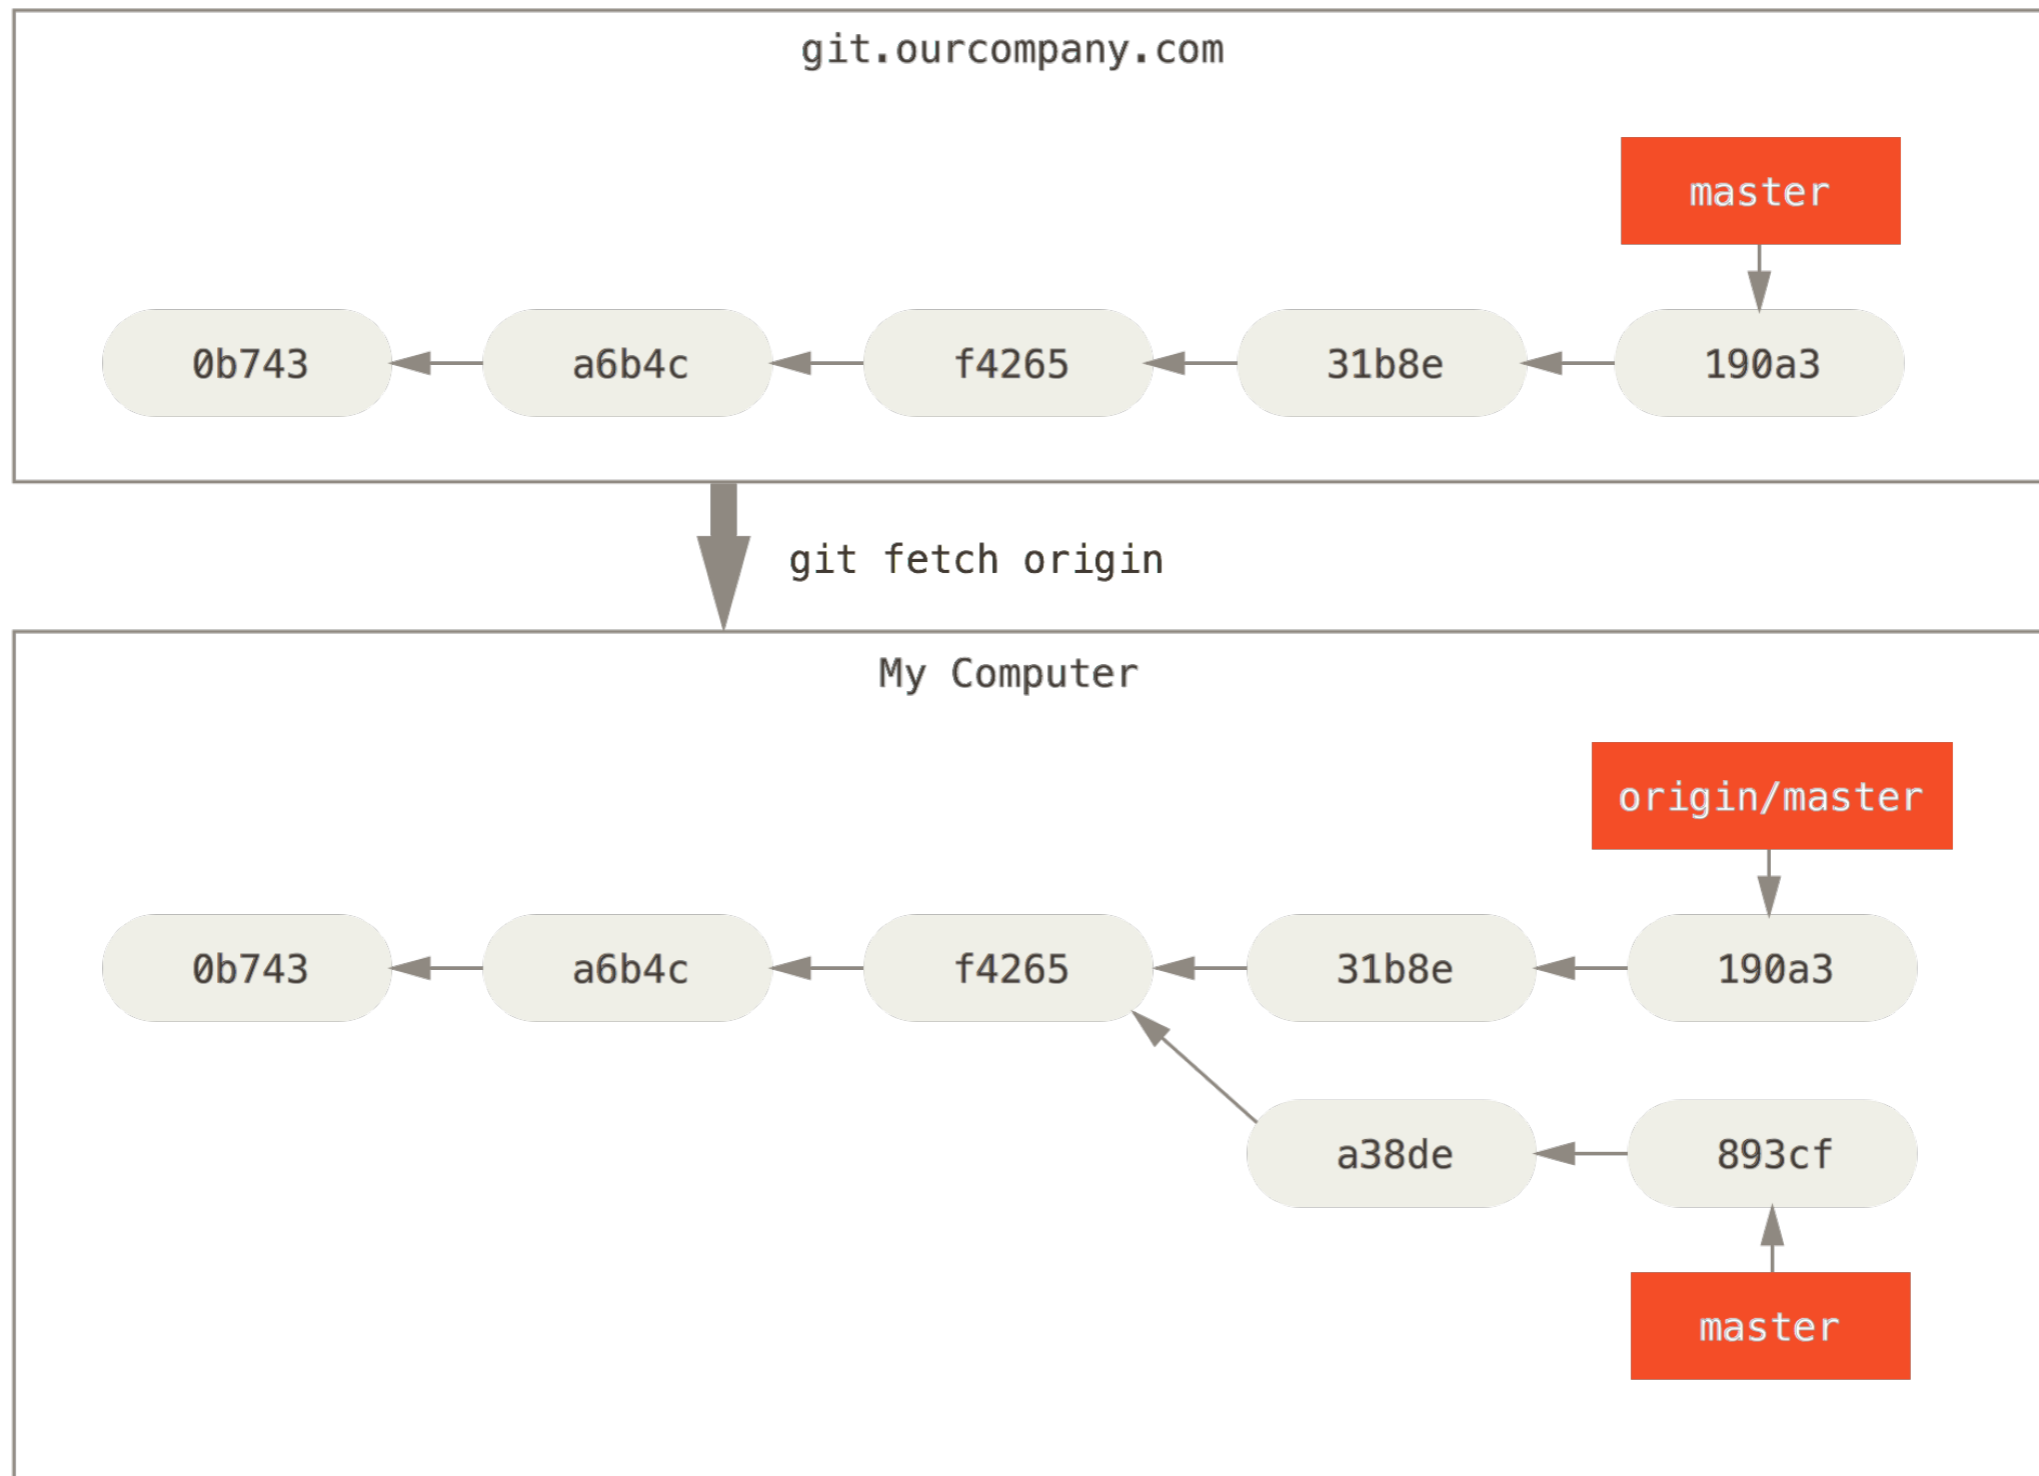 git.ourcompany.com
master
0b743 a6b4c f4265 31b8e 190a3
git fetch origin
My Computer
origin/master
0b743 a6b4c f4265 31b8e 190a3
a38de 893cf
master